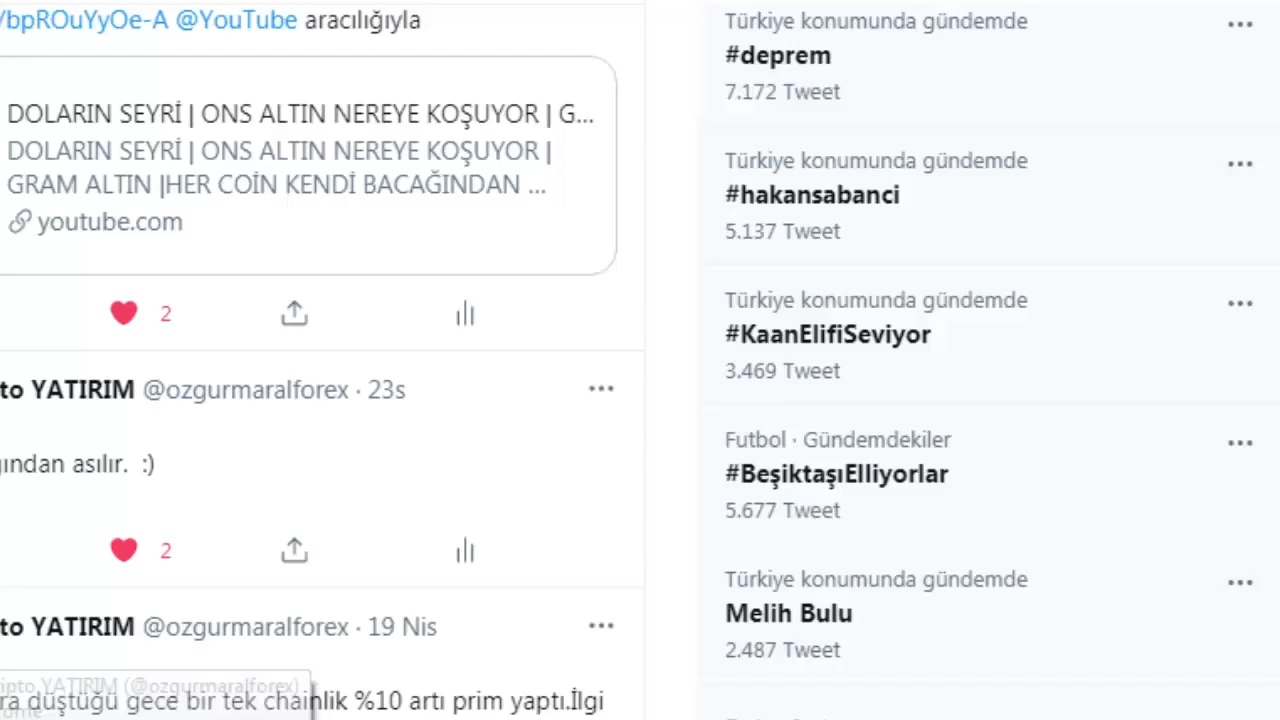 /bpROuYyOe-A @YouTube aracılığıyla
DOLARIN SEYRİ | ONS ALTIN NEREYE KOŞUYOR | G...
DOLARIN SEYRİ | ONS ALTIN NEREYE KOŞUYOR |
GRAM ALTIN |HER COİN KENDİ BACAĞINDAN ...
youtube.com
2
to YATIRIM @ozgurmaralforex · 23s
ından asılır. :)
2
to YATIRIM @ozgurmaralforex · 19 Nis
ipto YATIRIM (@ozgurmaralforex)
ra düştüğü gece bir tek chainlik %10 artı prim yaptı.İlgi
Türkiye konumunda gündemde
#deprem
7.172 Tweet
Türkiye konumunda gündemde
#hakansabanci
5.137 Tweet
Türkiye konumunda gündemde
#KaanElifiSeviyor
3.469 Tweet
Futbol · Gündemdekiler
#BeşiktaşıElliyorlar
5.677 Tweet
Türkiye konumunda gündemde
Melih Bulu
2.487 Tweet